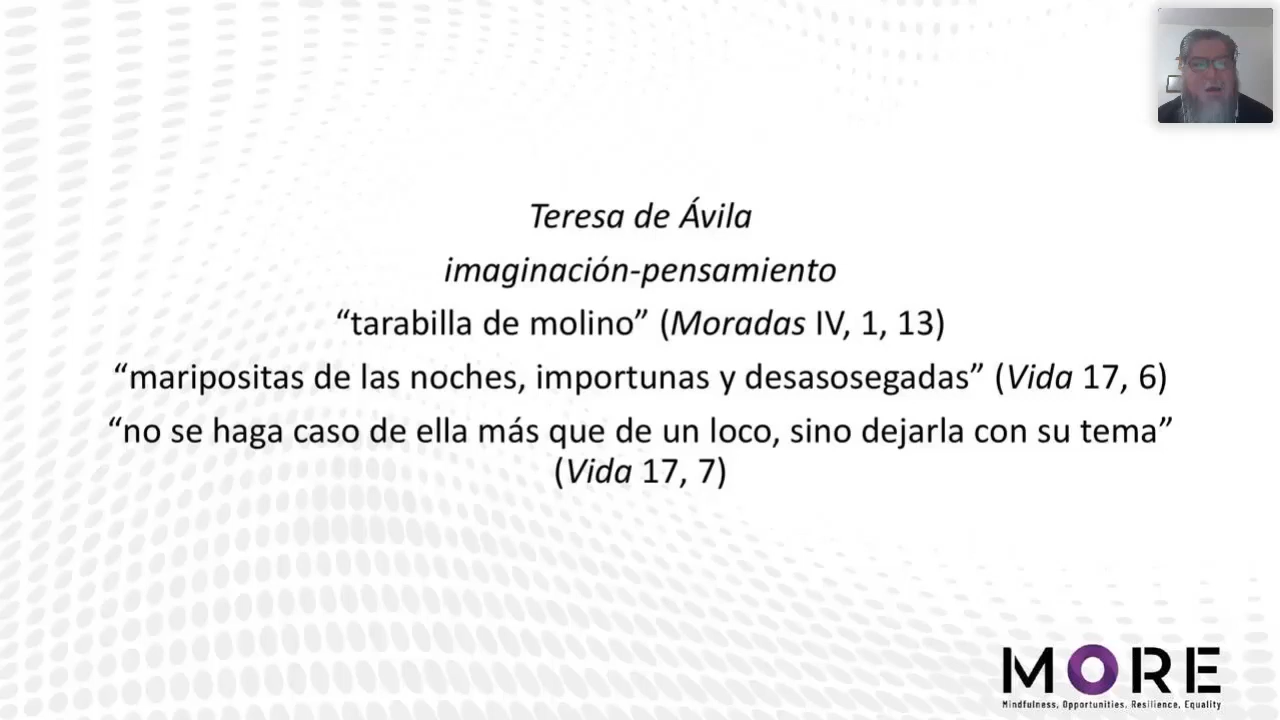 Teresa de Ávila
imaginación-pensamiento
“tarabilla de molino” (Moradas IV, 1, 13)
“maripositas de las noches, importunas y desasosegadas” (Vida 17, 6)
“no se haga caso de ella más que de un loco, sino dejarla con su tema”
(Vida 17, 7)
MORE
Mindfulness, Opportunities, Resilience, Equality